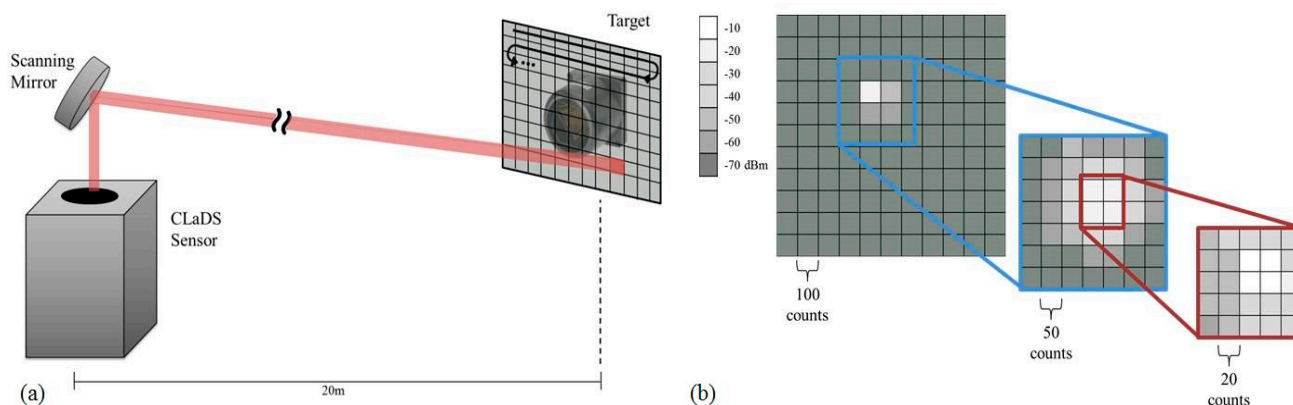 Target
Scanning
Mirror
CLaDS
Sensor
20m
(a)
-10
-20
-30
-40
-50
-60
-70 dBm
100
counts
50
counts
20
counts
(b)